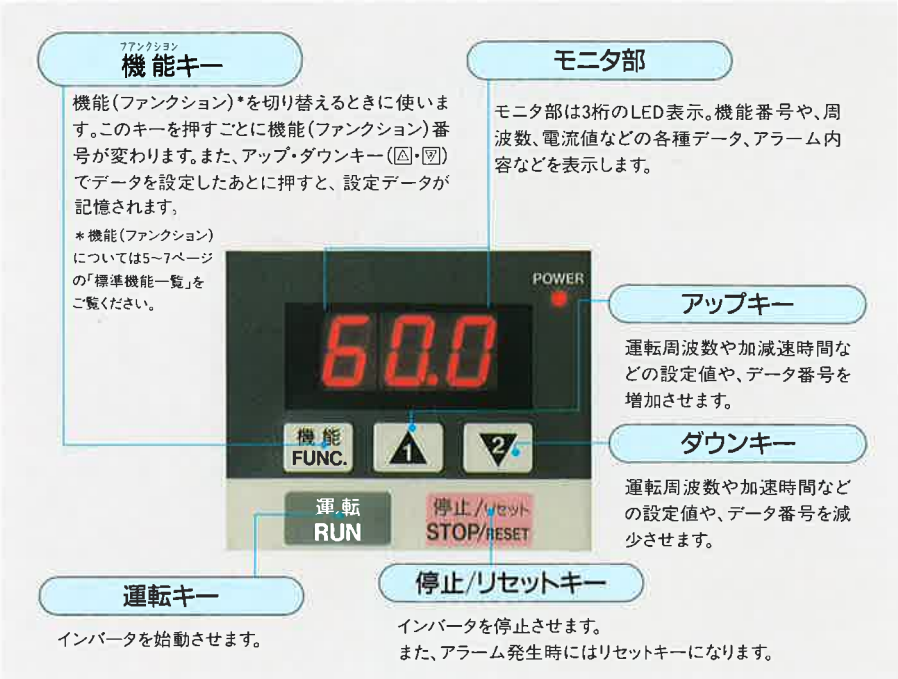 ファンクション
機能キー
機能(ファンクション)*を切り替えるときに使いま
す。このキーを押すごとに機能(ファンクション)番
号が変わります。また、アップ・ダウンキー(△・▽)
でデータを設定したあとに押すと、設定データが
記憶されます。
*機能(ファンクション)
については5~7ページ
の「標準機能一覧」を
ご覧ください。
モニタ部
モニタ部は3桁のLED表示。機能番号や、周
波数、電流値などの各種データ、アラーム内
容などを表示します。
POWER
60.0
機能
FUNC.
1
2
運転
RUN
停止/リセット
STOP/RESET
アップキー
運転周波数や加減速時間な
どの設定値や、データ番号を
増加させます。
ダウンキー
運転周波数や加速時間など
の設定値や、データ番号を減
少させます。
運転キー
インバータを始動させます。
停止/リセットキー
インバータを停止させます。
また、アラーム発生時にはリセットキーになります。